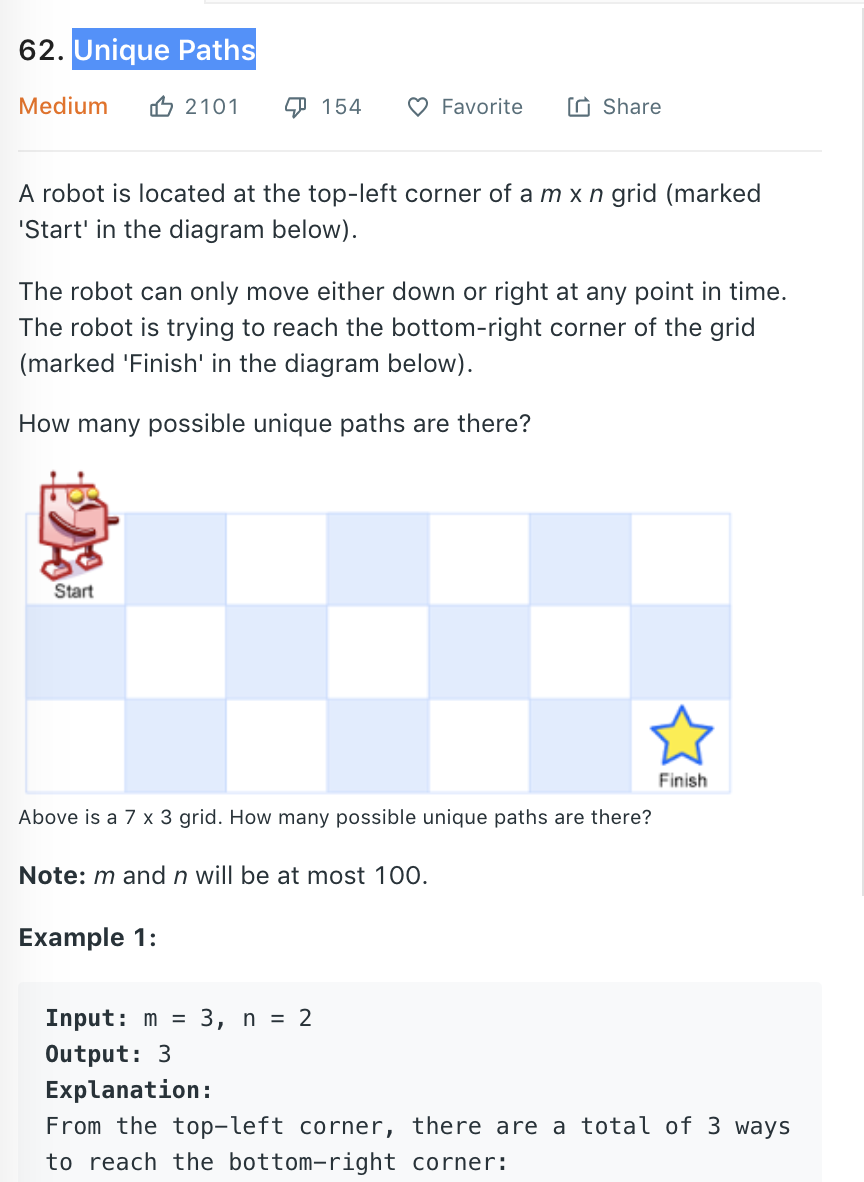 62. Unique Paths
Medium 2101 154 Favorite Share
A robot is located at the top-left corner of a m x n grid (marked
'Start' in the diagram below).
The robot can only move either down or right at any point in time.
The robot is trying to reach the bottom-right corner of the grid
(marked 'Finish' in the diagram below).
How many possible unique paths are there?
Start
Finish
Above is a 7 x 3 grid. How many possible unique paths are there?
Note: m and n will be at most 100.
Example 1:
Input: m = 3, n = 2
Output: 3
Explanation:
From the top-left corner, there are a total of 3 ways
to reach the bottom-right corner: